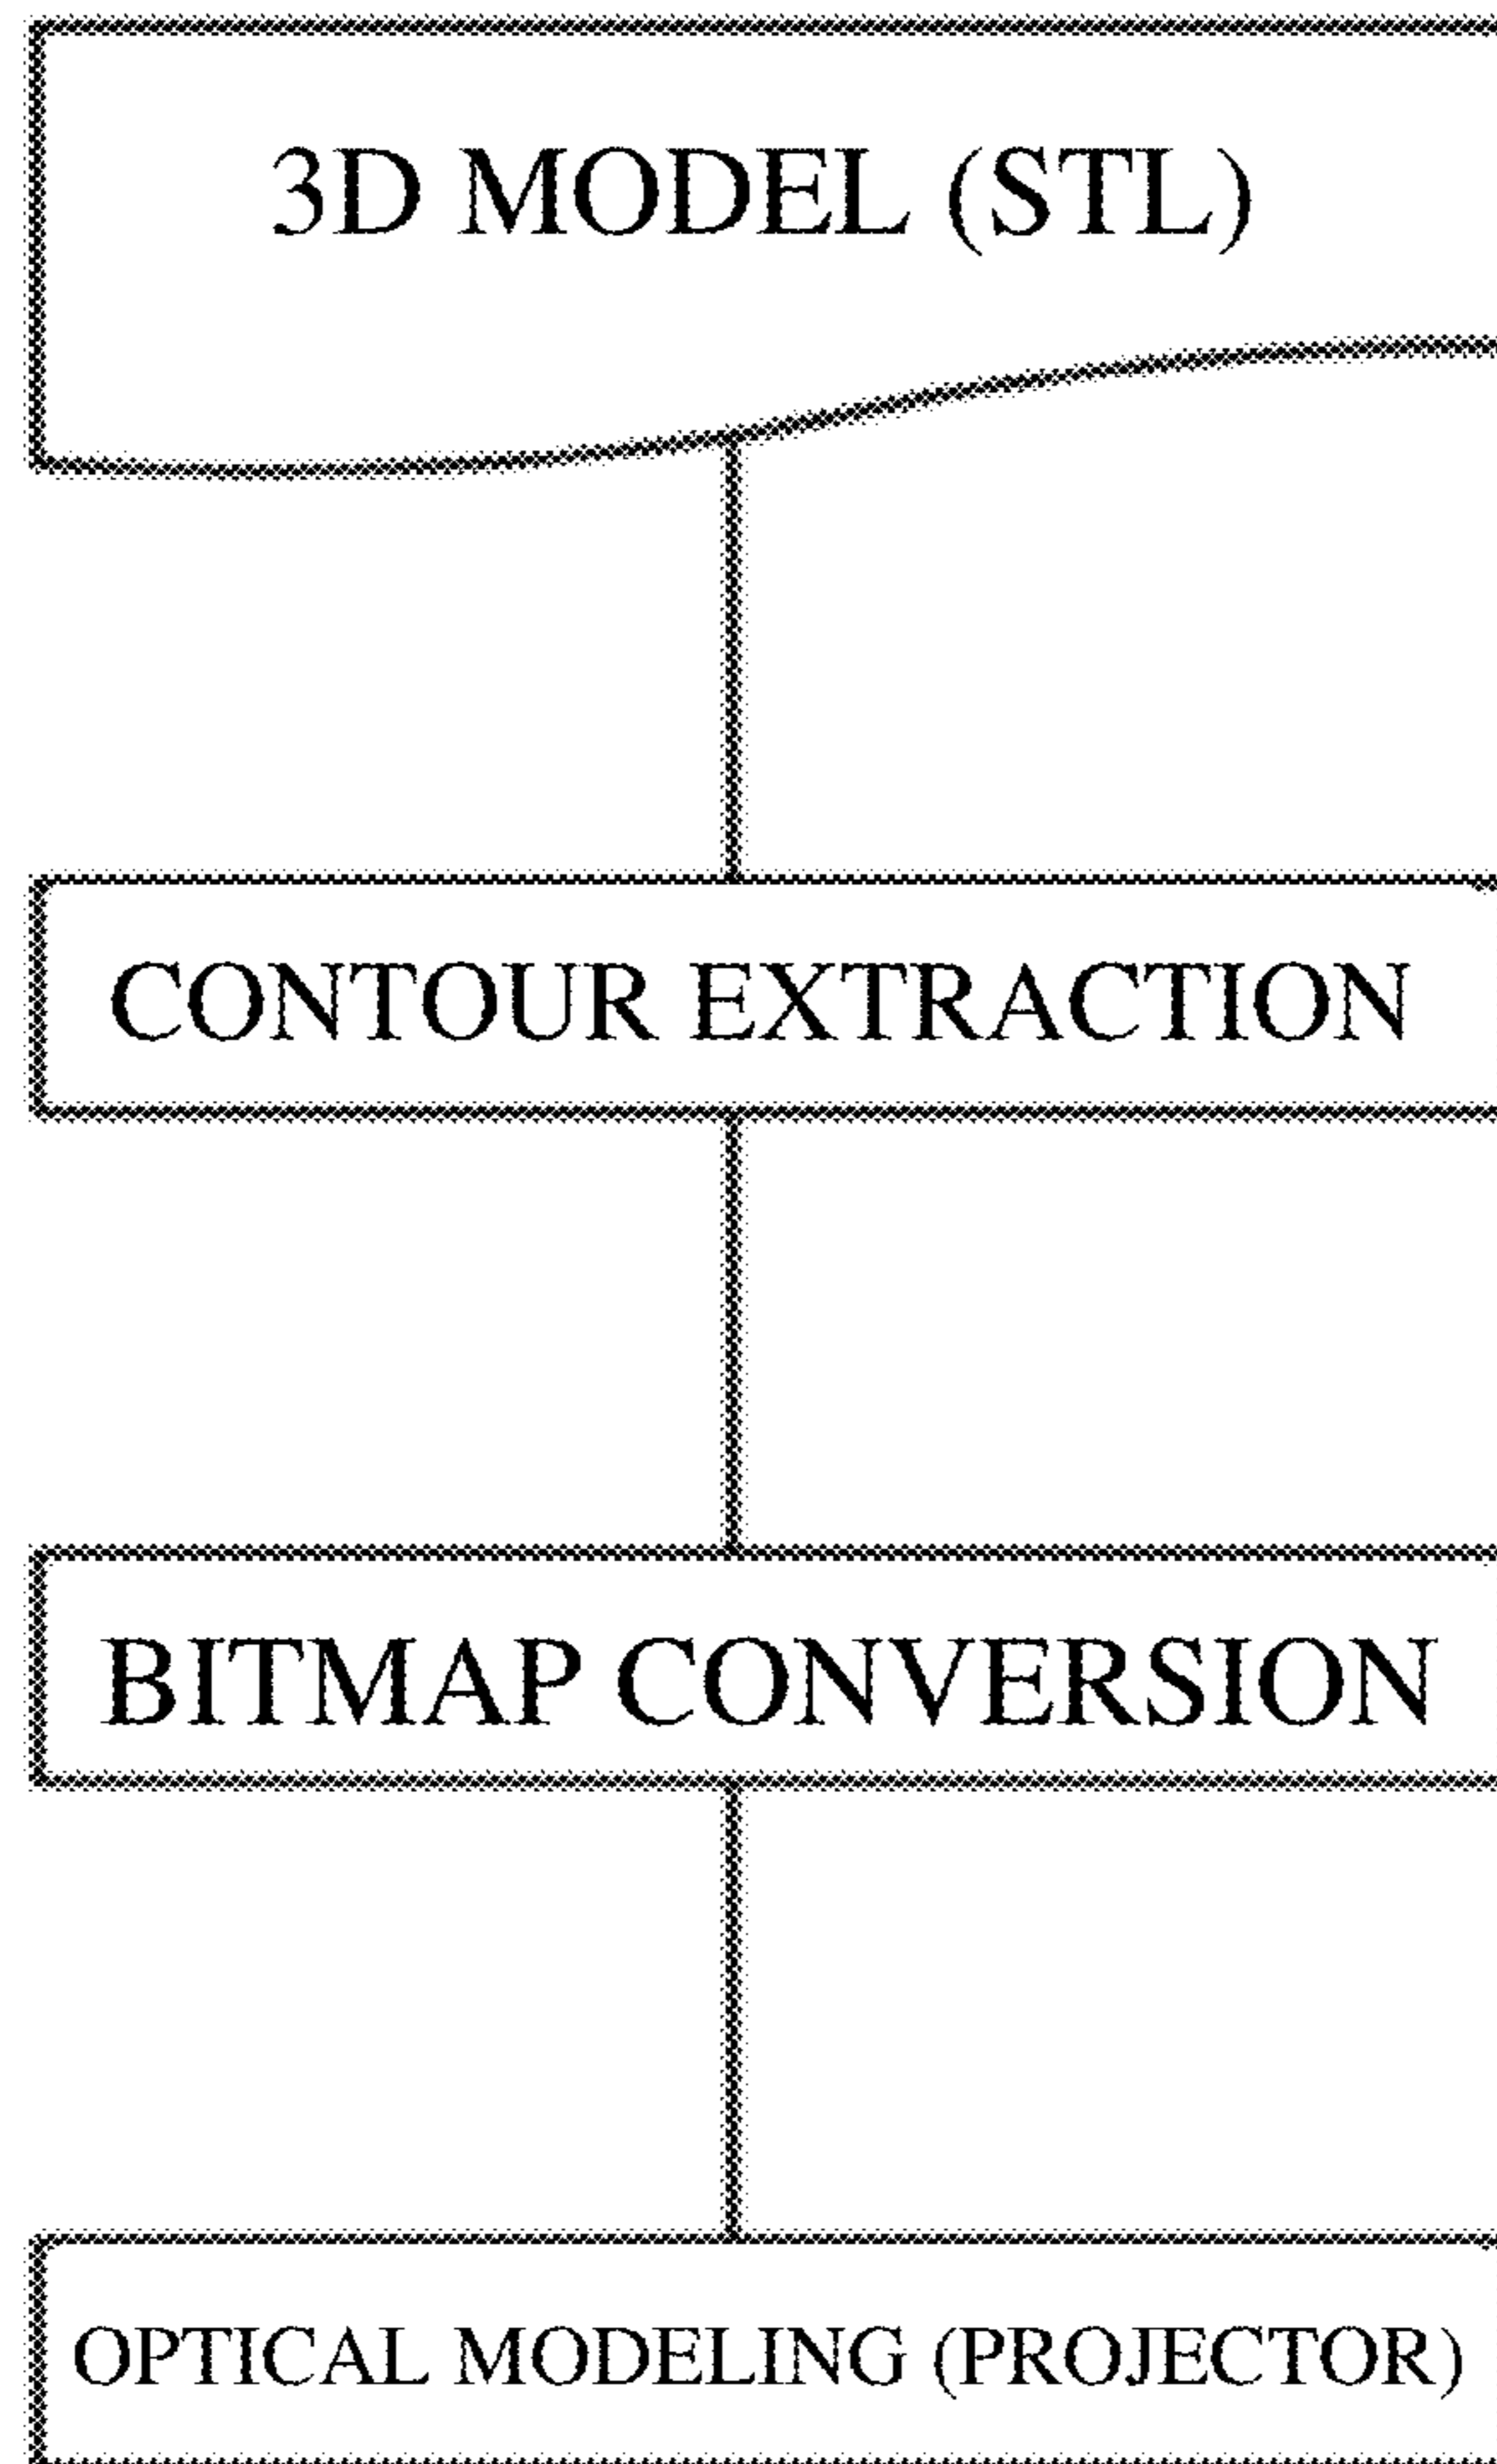 3D MODEL (STL)
CONTOUR EXTRACTION
BITMAP CONVERSION
OPTICAL MODELING (PROJECTOR)